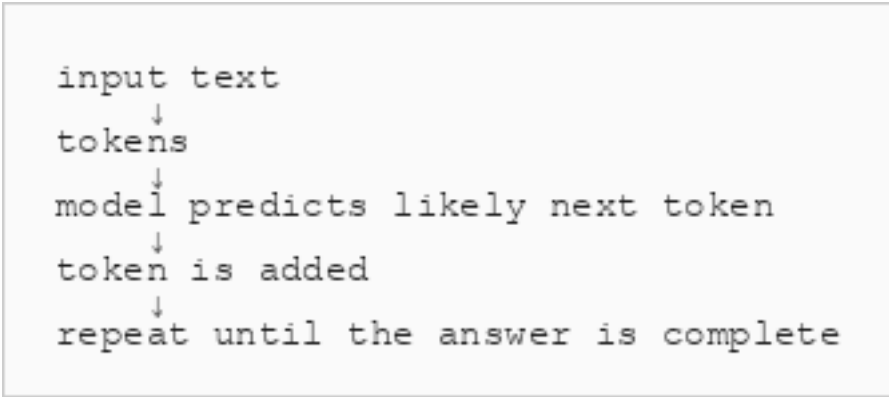 input text
↓
tokens
↓
model predicts likely next token
↓
token is added
↓
repeat until the answer is complete